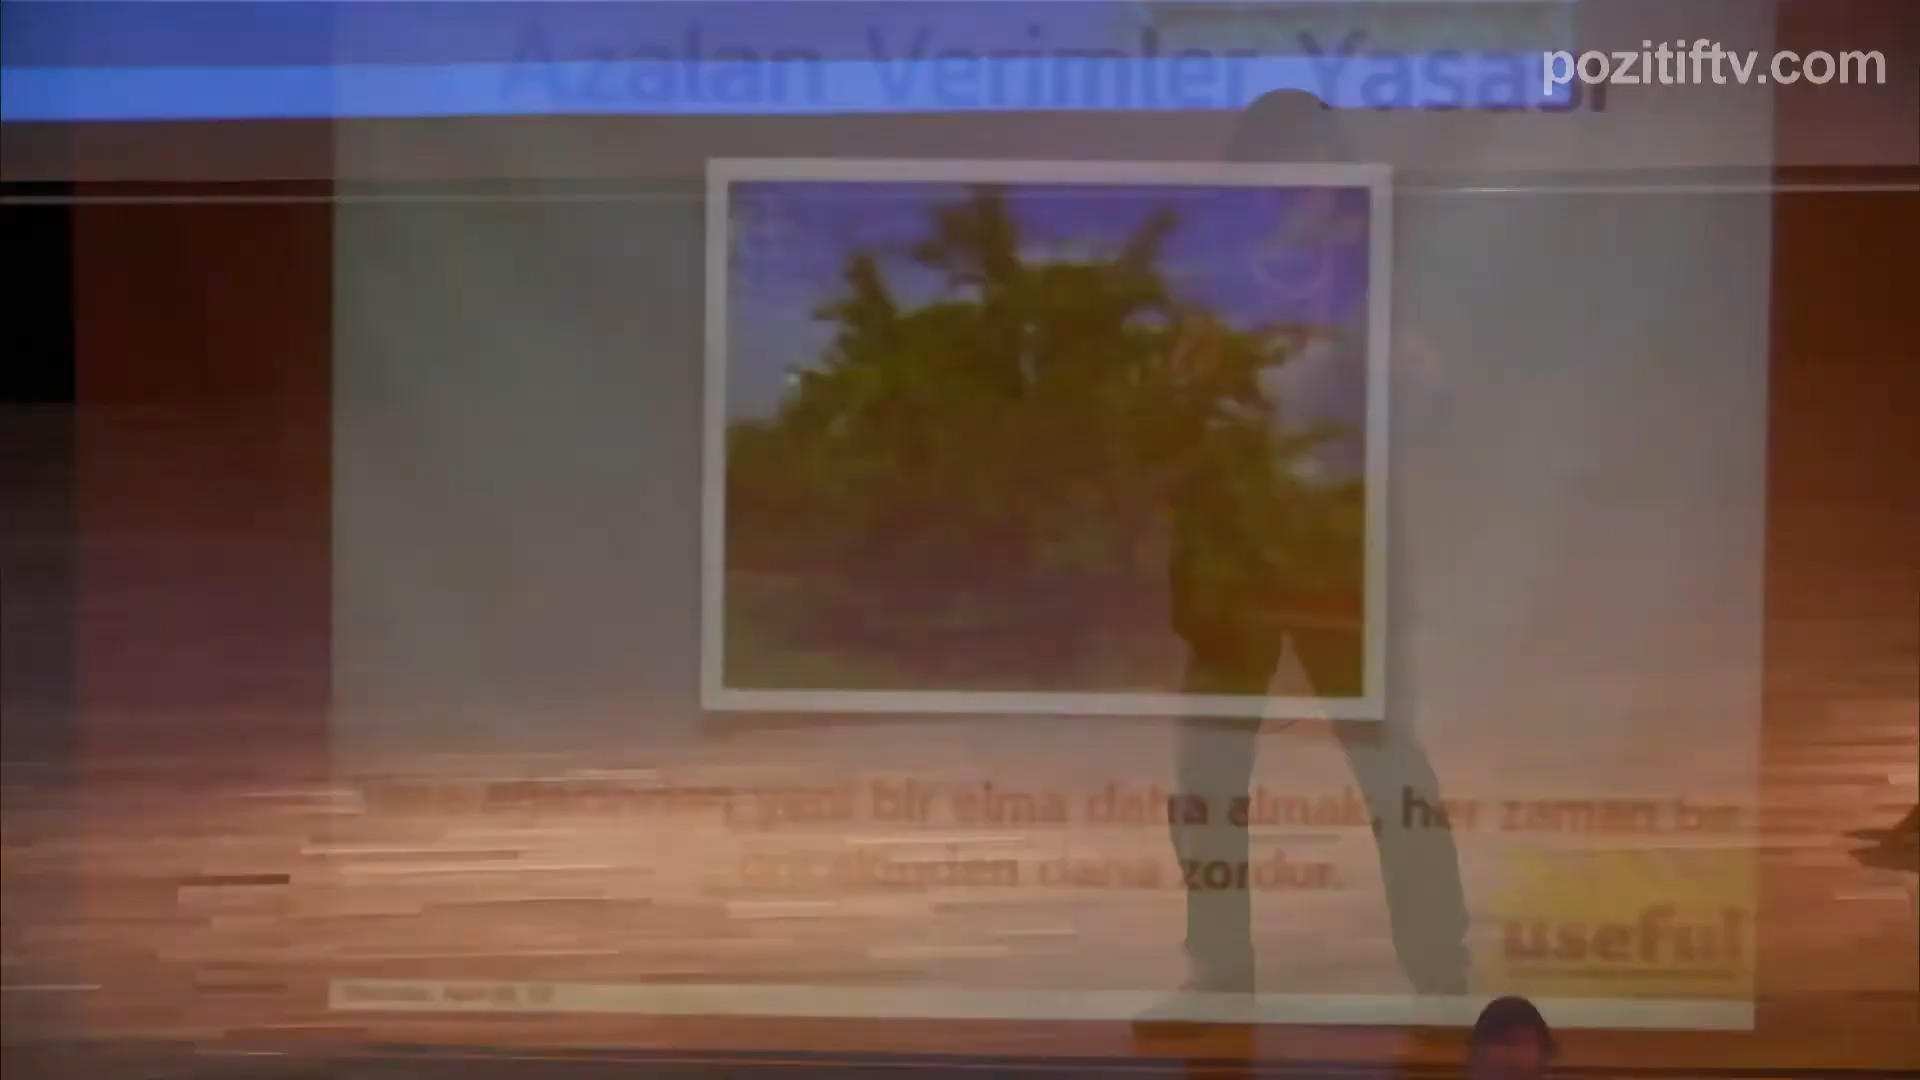 Azalan Verimler Yasası
pozitiftv.com
yeni bir elma daha almak, her zaman bir
öncekinden daha zordur.
useful